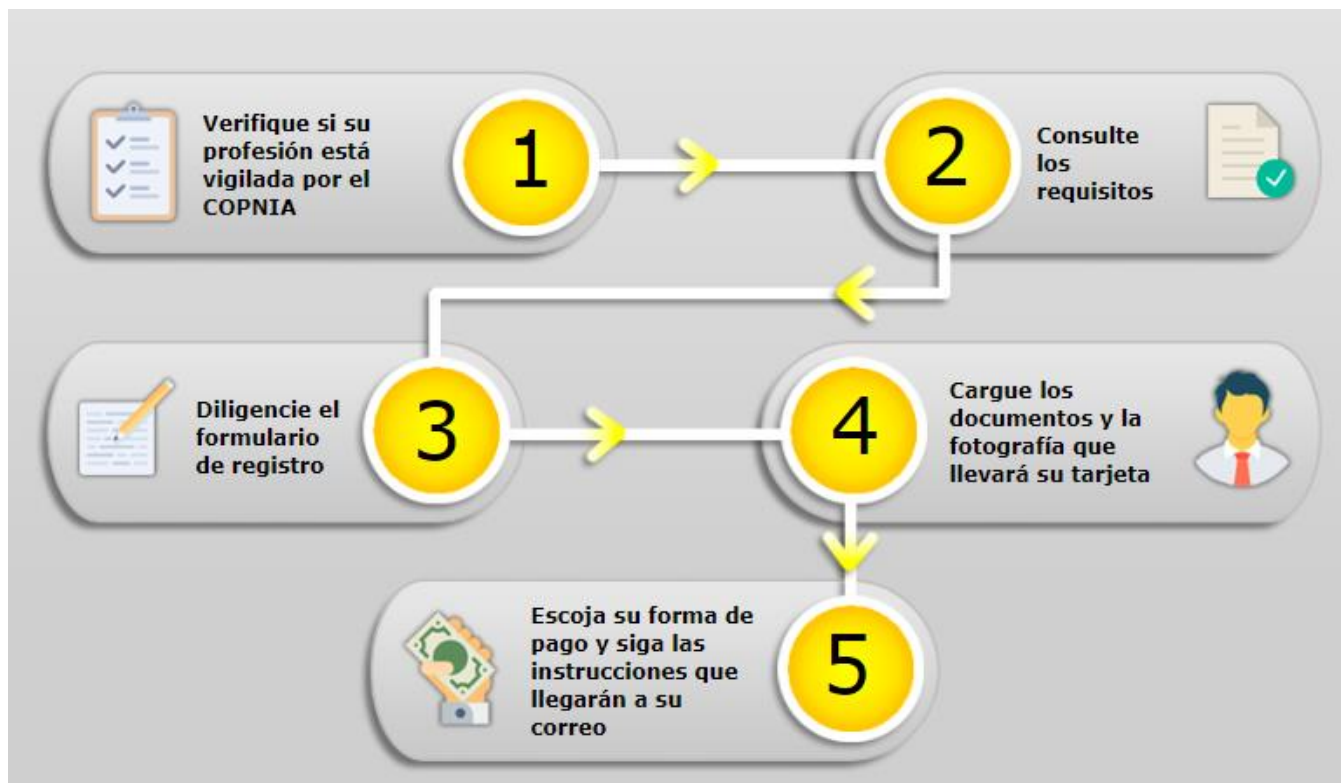 Verifique si su
profesión está
vigilada por el
COPNIA
1
2
Consulte
los
requisitos
Diligencie el
formulario
de registro
3
4
Cargue los
documentos y la
fotografía que
llevará su tarjeta
Escoja su forma de
pago y siga las
instrucciones que
llegarán a su
correo
5